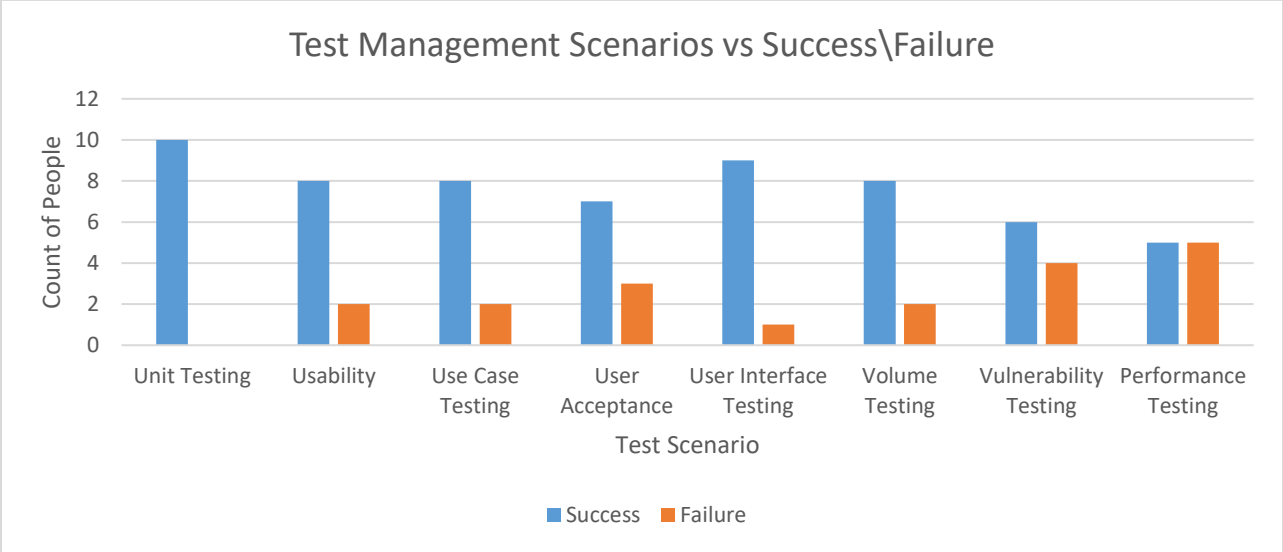 Test Management Scenarios vs Success\Failure
Count of People
12
10
8
6
4
2
0
Unit Testing
Usability
Use Case
Testing
User
Acceptance
User Interface
Testing
Volume
Testing
Vulnerability
Testing
Performance
Testing
Test Scenario
Success
Failure